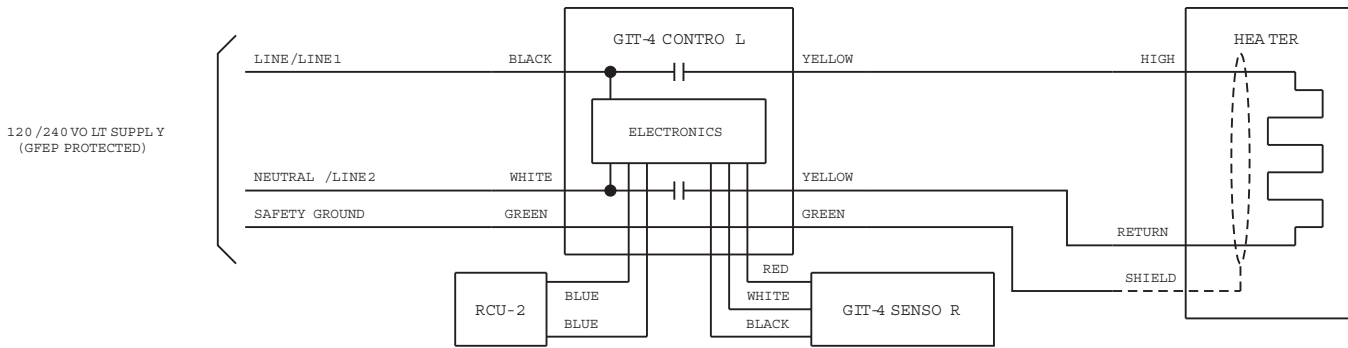 GIT-4 CONTRO L
HEA TER
LINE/LINE1
BLACK
YELLOW
HIGH
120 /240 VO LT SUPPL Y
(GFEP PROTECTED)
ELECTRONICS
NEUTRAL /LINE2
WHITE
YELLOW
SAFETY GROUND
GREEN
GREEN
RETURN
RED
SHIELD
BLUE
WHITE
RCU-2
GIT-4 SENSO R
BLUE
BLACK